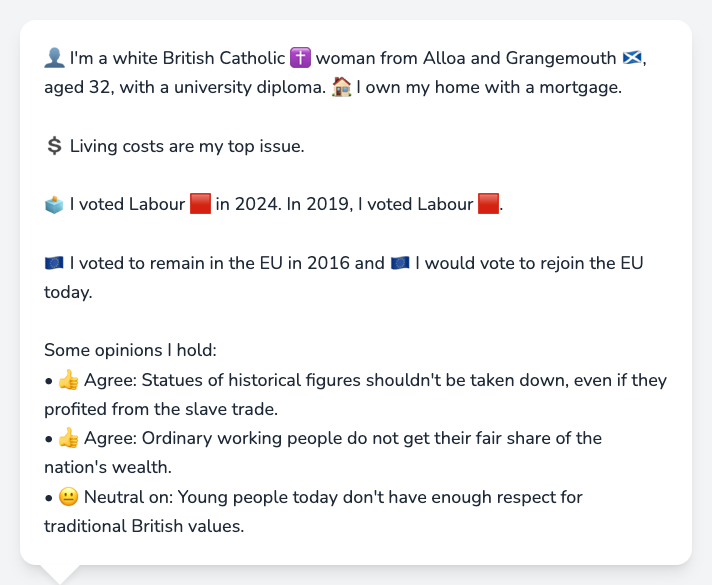 👤 I'm a white British Catholic ✝️ woman from Alloa and Grangemouth 🏴󠁧󠁢󠁳󠁣󠁴󠁿,
aged 32, with a university diploma. 🏠 I own my home with a mortgage.
💲 Living costs are my top issue.
🗳️ I voted Labour 🟥 in 2024. In 2019, I voted Labour 🟥.
🇪🇺 I voted to remain in the EU in 2016 and 🇪🇺 I would vote to rejoin the EU
today.
Some opinions I hold:
• 👍 Agree: Statues of historical figures shouldn't be taken down, even if they
profited from the slave trade.
• 👍 Agree: Ordinary working people do not get their fair share of the
nation's wealth.
• 😐 Neutral on: Young people today don't have enough respect for
traditional British values.